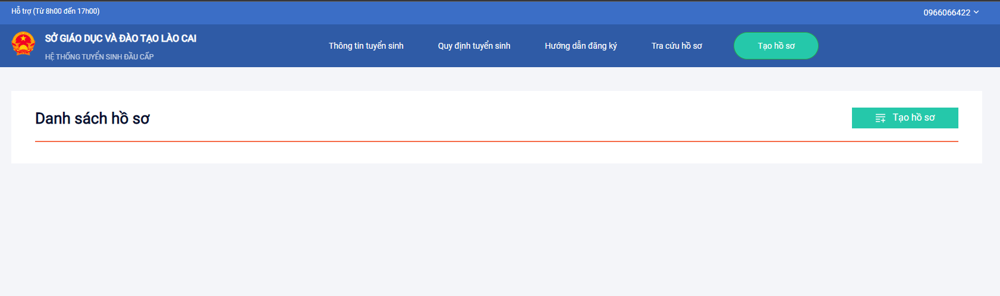 Hỗ trợ (Từ 8h00 đến 17h00)
0966066422
SỞ GIÁO DỤC VÀ ĐÀO TẠO LÀO CAI
HỆ THỐNG TUYỂN SINH ĐẦU CẤP
Thông tin tuyển sinh
Quy định tuyển sinh
Hướng dẫn đăng ký
Tra cứu hồ sơ
Tạo hồ sơ
Danh sách hồ sơ
Tạo hồ sơ